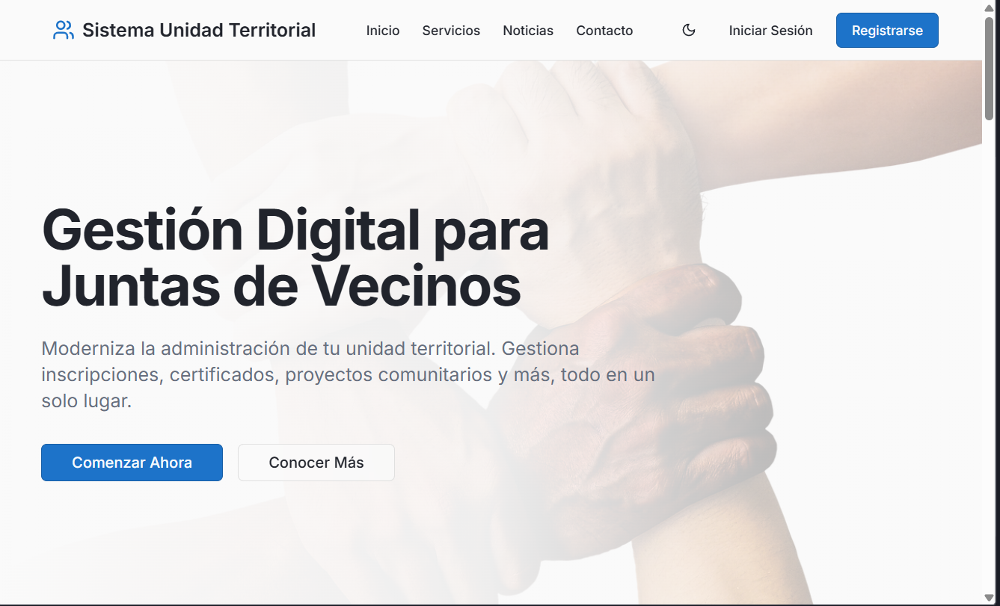 Sistema Unidad Territorial
Inicio
Servicios
Noticias
Contacto
Iniciar Sesión
Registrarse
Gestión Digital para
Juntas de Vecinos
Moderniza la administración de tu unidad territorial. Gestiona
inscripciones, certificados, proyectos comunitarios y más, todo en un
solo lugar.
Comenzar Ahora
Conocer Más